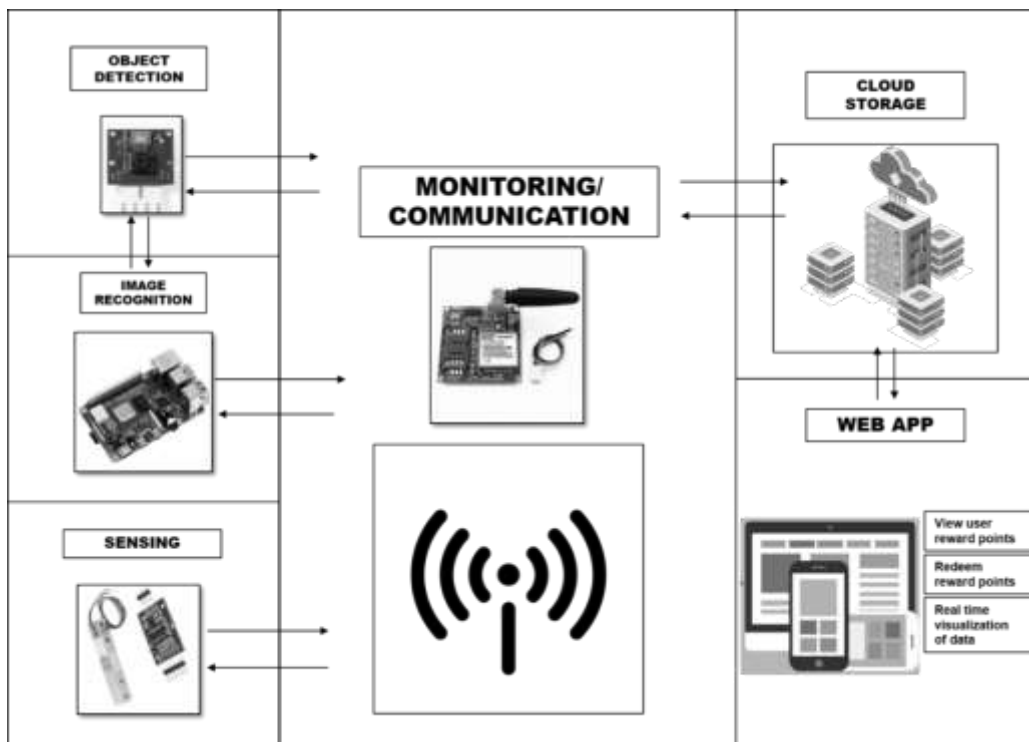 OBJECT
DETECTION
IMAGE
RECOGNITION
SENSING
MONITORING/
COMMUNICATION
CLOUD
STORAGE
WEB APP
View user
reward points
Redeem
reward points
Real time
visualization
of data